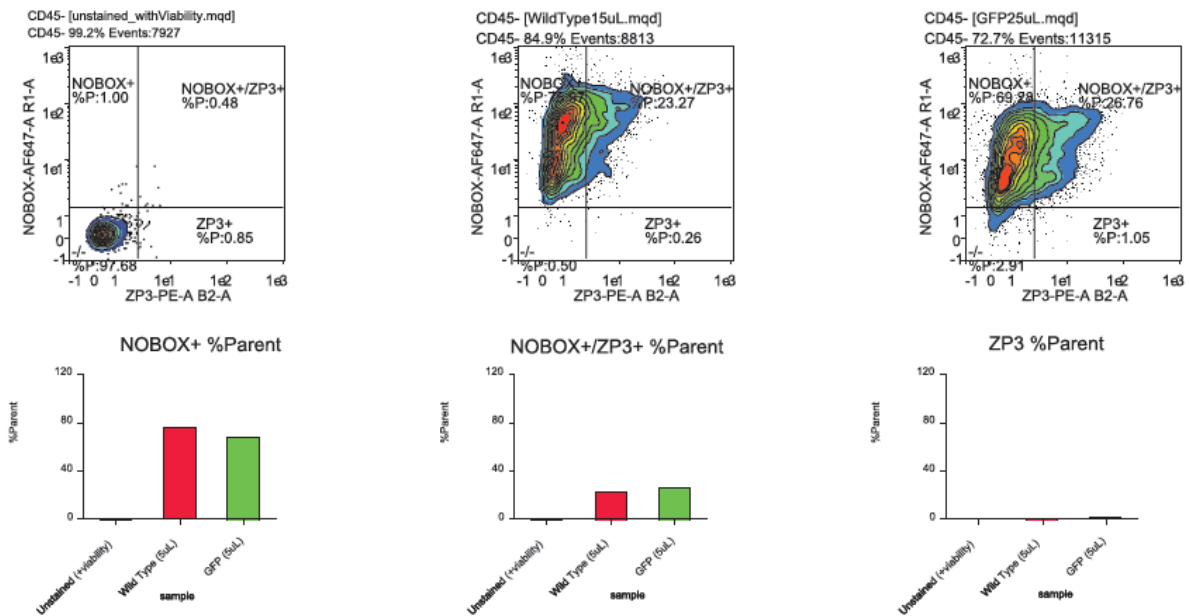 CD45- [unstained_withViability.mqd]
CD45- 99.2% Events:7927
1e3
1e2
1e1
1
0
-1
NOBOX-AF647-A R1-A
NOBOX+
%P:1.00
NOBOX+/ZP3+
%P:0.48
ZP3+
%P:0.85
-/-
%P:97.68
-1 0 1 1e1 1e2 1e3
ZP3-PE-A B2-A
CD45- [WildType15uL.mqd]
CD45- 84.9% Events:8813
1e3
1e2
1e1
1
0
-1
NOBOX-AF647-A R1-A
NOBOX+/ZP3+
%P:23.27
ZP3+
%P:0.26
-/-
%P:0.50
-1 0 1 1e1 1e2 1e3
ZP3-PE-A B2-A
CD45- [GFP25uL.mqd]
CD45- 72.7% Events:11315
1e3
1e2
1e1
1
0
-1
NOBOX-AF647-A R1-A
NOBOX+
NOBOX+/ZP3+
%P:26.76
ZP3+
%P:1.05
-/-
%P:2.91
-1 0 1 1e1 1e2 1e3
ZP3-PE-A B2-A
NOBOX+ %Parent
120
80
40
0
%Parent
Unstained (+viability)
Wild Type (5uL)
GFP (5uL)
sample
NOBOX+/ZP3+ %Parent
120
80
40
0
%Parent
Unstained (+viability)
Wild Type (5uL)
GFP (5uL)
sample
ZP3 %Parent
120
80
40
0
%Parent
Unstained (+viability)
Wild Type (5uL)
GFP (5uL)
sample